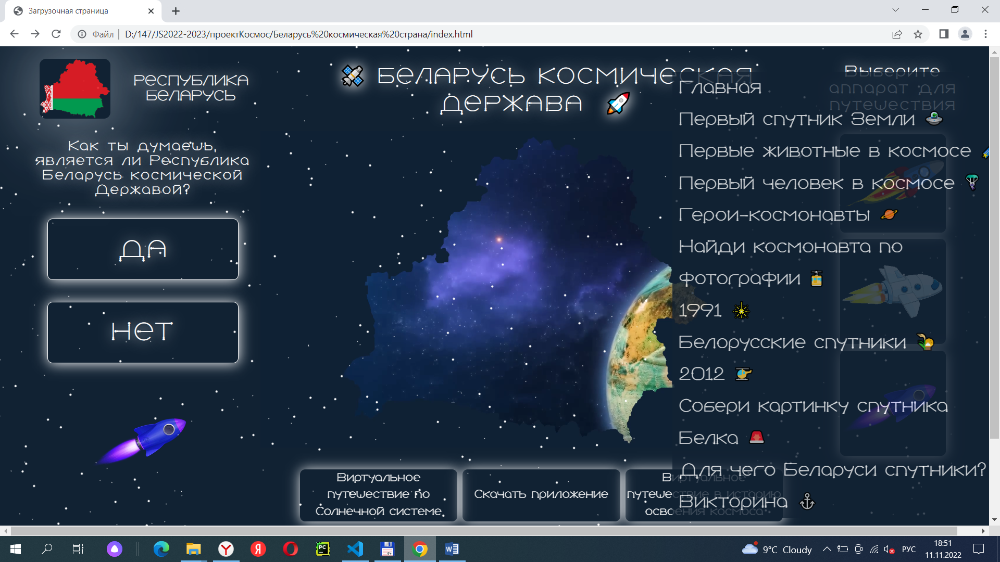 Загрузочная страница
Файл
D:/147/JS2022-2023/проектКосмос/Беларусь%20космическая%20страна/index.html
РЕСПУБЛИКА
БЕЛАРУСЬ
БЕЛАРУСЬ КОСМИЧЕСКАЯ
ДЕРЖАВА
Как ты думаешь,
является ли Республика
Беларусь космической
Державой?
ДА
НЕТ
Выберите
аппарат для
путешествия
Главная
Первый спутник Земли
Первые животные в космосе
Первый человек в космосе
Герои-космонавты
Найди космонавта по
фотографии
1991
Белорусские спутники
2012
Собери картинку спутника
Белка
Для чего Беларуси спутники?
Викторина
Виртуальное
путешествие по
Солнечной системе
Скачать приложение
Виртуальное
путешествие в историю
освоения космоса
9°C Cloudy
РУС
18:51
11.11.2022